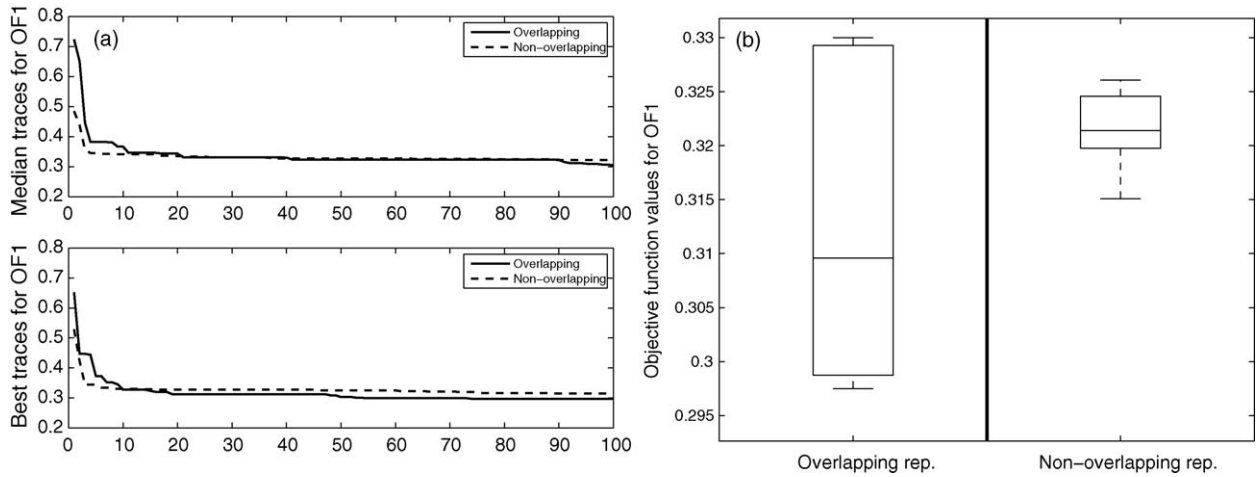 (a)
Median traces for OF1
0.8
0.7
0.6
0.5
0.4
0.3
0.2
Overlapping
Non-overlapping
0 10 20 30 40 50 60 70 80 90 100
Best traces for OF1
0.8
0.7
0.6
0.5
0.4
0.3
0.2
Overlapping
Non-overlapping
0 10 20 30 40 50 60 70 80 90 100
(b)
Objective function values for OF1
0.33
0.325
0.32
0.315
0.31
0.305
0.3
0.295
Overlapping rep. Non-overlapping rep.